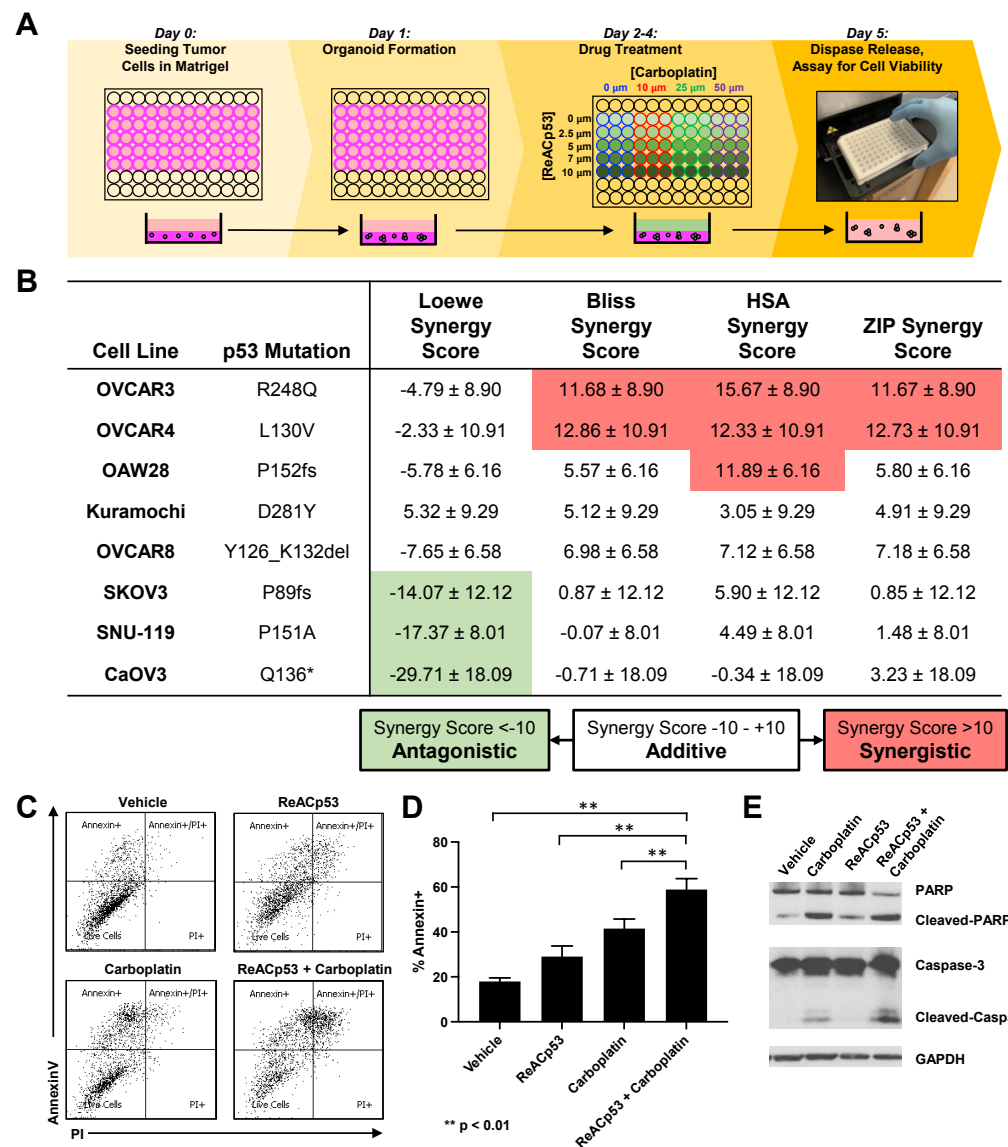 A
Day 0:
Seeding Tumor
Cells in Matrigel
Day 1:
Organoid Formation
Day 2-4:
Drug Treatment
Day 5:
Dispase Release,
Assay for Cell Viability
[Carboplatin]
0 μm 10 μm 25 μm 50 μm
[ReACp53]
0 μm
2.5 μm
5 μm
7 μm
10 μm
B
Cell Line p53 Mutation Loewe Synergy Score Bliss Synergy Score HSA Synergy Score ZIP Synergy Score
OVCAR3 R248Q -4.79 ± 8.90 11.68 ± 8.90 15.67 ± 8.90 11.67 ± 8.90
OVCAR4 L130V -2.33 ± 10.91 12.86 ± 10.91 12.33 ± 10.91 12.73 ± 10.91
OAW28 P152fs -5.78 ± 6.16 5.57 ± 6.16 11.89 ± 6.16 5.80 ± 6.16
Kuramochi D281Y 5.32 ± 9.29 5.12 ± 9.29 3.05 ± 9.29 4.91 ± 9.29
OVCAR8 Y126_K132del -7.65 ± 6.58 6.98 ± 6.58 7.12 ± 6.58 7.18 ± 6.58
SKOV3 P89fs -14.07 ± 12.12 0.87 ± 12.12 5.90 ± 12.12 0.85 ± 12.12
SNU-119 P151A -17.37 ± 8.01 -0.07 ± 8.01 4.49 ± 8.01 1.48 ± 8.01
CaOV3 Q136* -29.71 ± 18.09 -0.71 ± 18.09 -0.34 ± 18.09 3.23 ± 18.09
Synergy Score <-10
Antagonistic
Synergy Score -10 - +10
Additive
Synergy Score >10
Synergistic
C
Vehicle
Annexin+ Annexin+/PI+
Live Cells PI+
ReACp53
Annexin+ Annexin+/PI+
Live Cells PI+
Carboplatin
Annexin+ Annexin+/PI+
Live Cells PI+
ReACp53 + Carboplatin
Annexin+ Annexin+/PI+
Live Cells PI+
AnnexinV
PI
D
**
**
**
% Annexin+
80
60
40
20
0
Vehicle
ReACp53
Carboplatin
ReACp53 + Carboplatin
** p < 0.01
E
Vehicle
Carboplatin
ReACp53
ReACp53 +
Carboplatin
PARP
Cleaved-PARP
Caspase-3
Cleaved-Casp
GAPDH